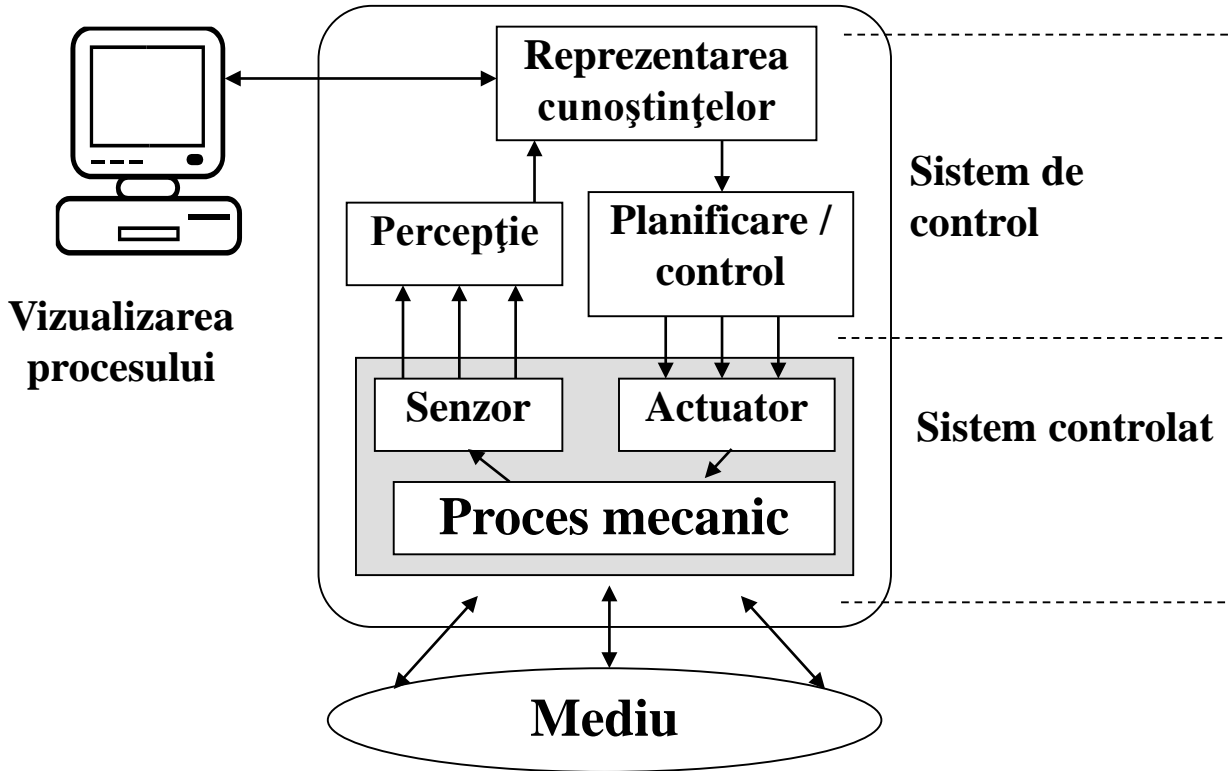 Reprezentarea
cunoştinţelor
Sistem de
control
Percepţie
Planificare /
control
Vizualizarea
procesului
Senzor
Actuator
Sistem controlat
Proces mecanic
Mediu